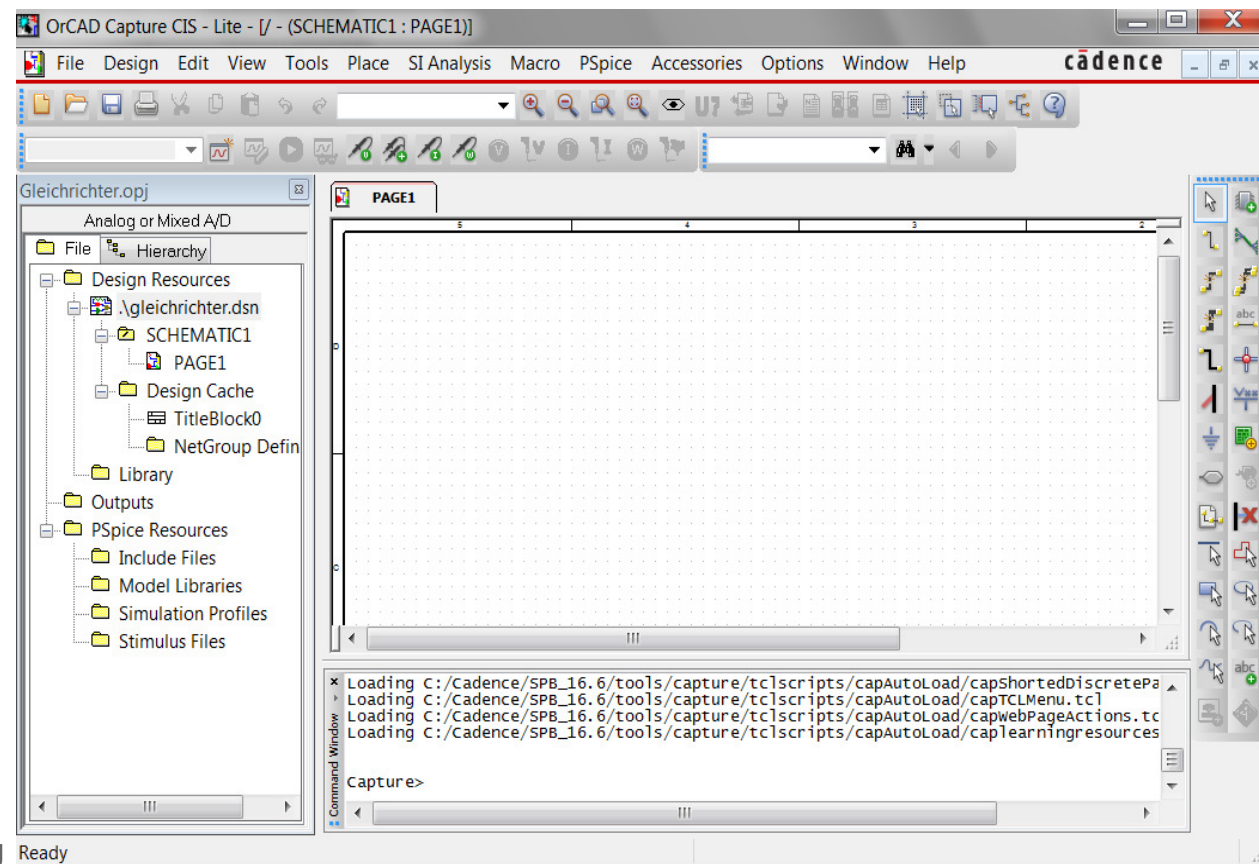 OrCAD Capture CIS - Lite - [/ - (SCHEMATIC1 : PAGE1)]
File Design Edit View Tools Place SI Analysis Macro PSpice Accessories Options Window Help cādence
U?
Gleichrichter.opj
Analog or Mixed A/D
File Hierarchy
Design Resources
.\gleichrichter.dsn
SCHEMATIC1
PAGE1
Design Cache
TitleBlock0
NetGroup Defin
Library
Outputs
PSpice Resources
Include Files
Model Libraries
Simulation Profiles
Stimulus Files
PAGE1
5 4 3 2
D
C
abc
abc
Command Window
Loading C:/Cadence/SPB_16.6/tools/capture/tclscripts/capAutoLoad/capShortedDiscretePa
Loading C:/Cadence/SPB_16.6/tools/capture/tclscripts/capAutoLoad/capTCLMenu.tcl
Loading C:/Cadence/SPB_16.6/tools/capture/tclscripts/capAutoLoad/capWebPageActions.tc
Loading C:/Cadence/SPB_16.6/tools/capture/tclscripts/capAutoLoad/caplearningresources
Capture>
Ready